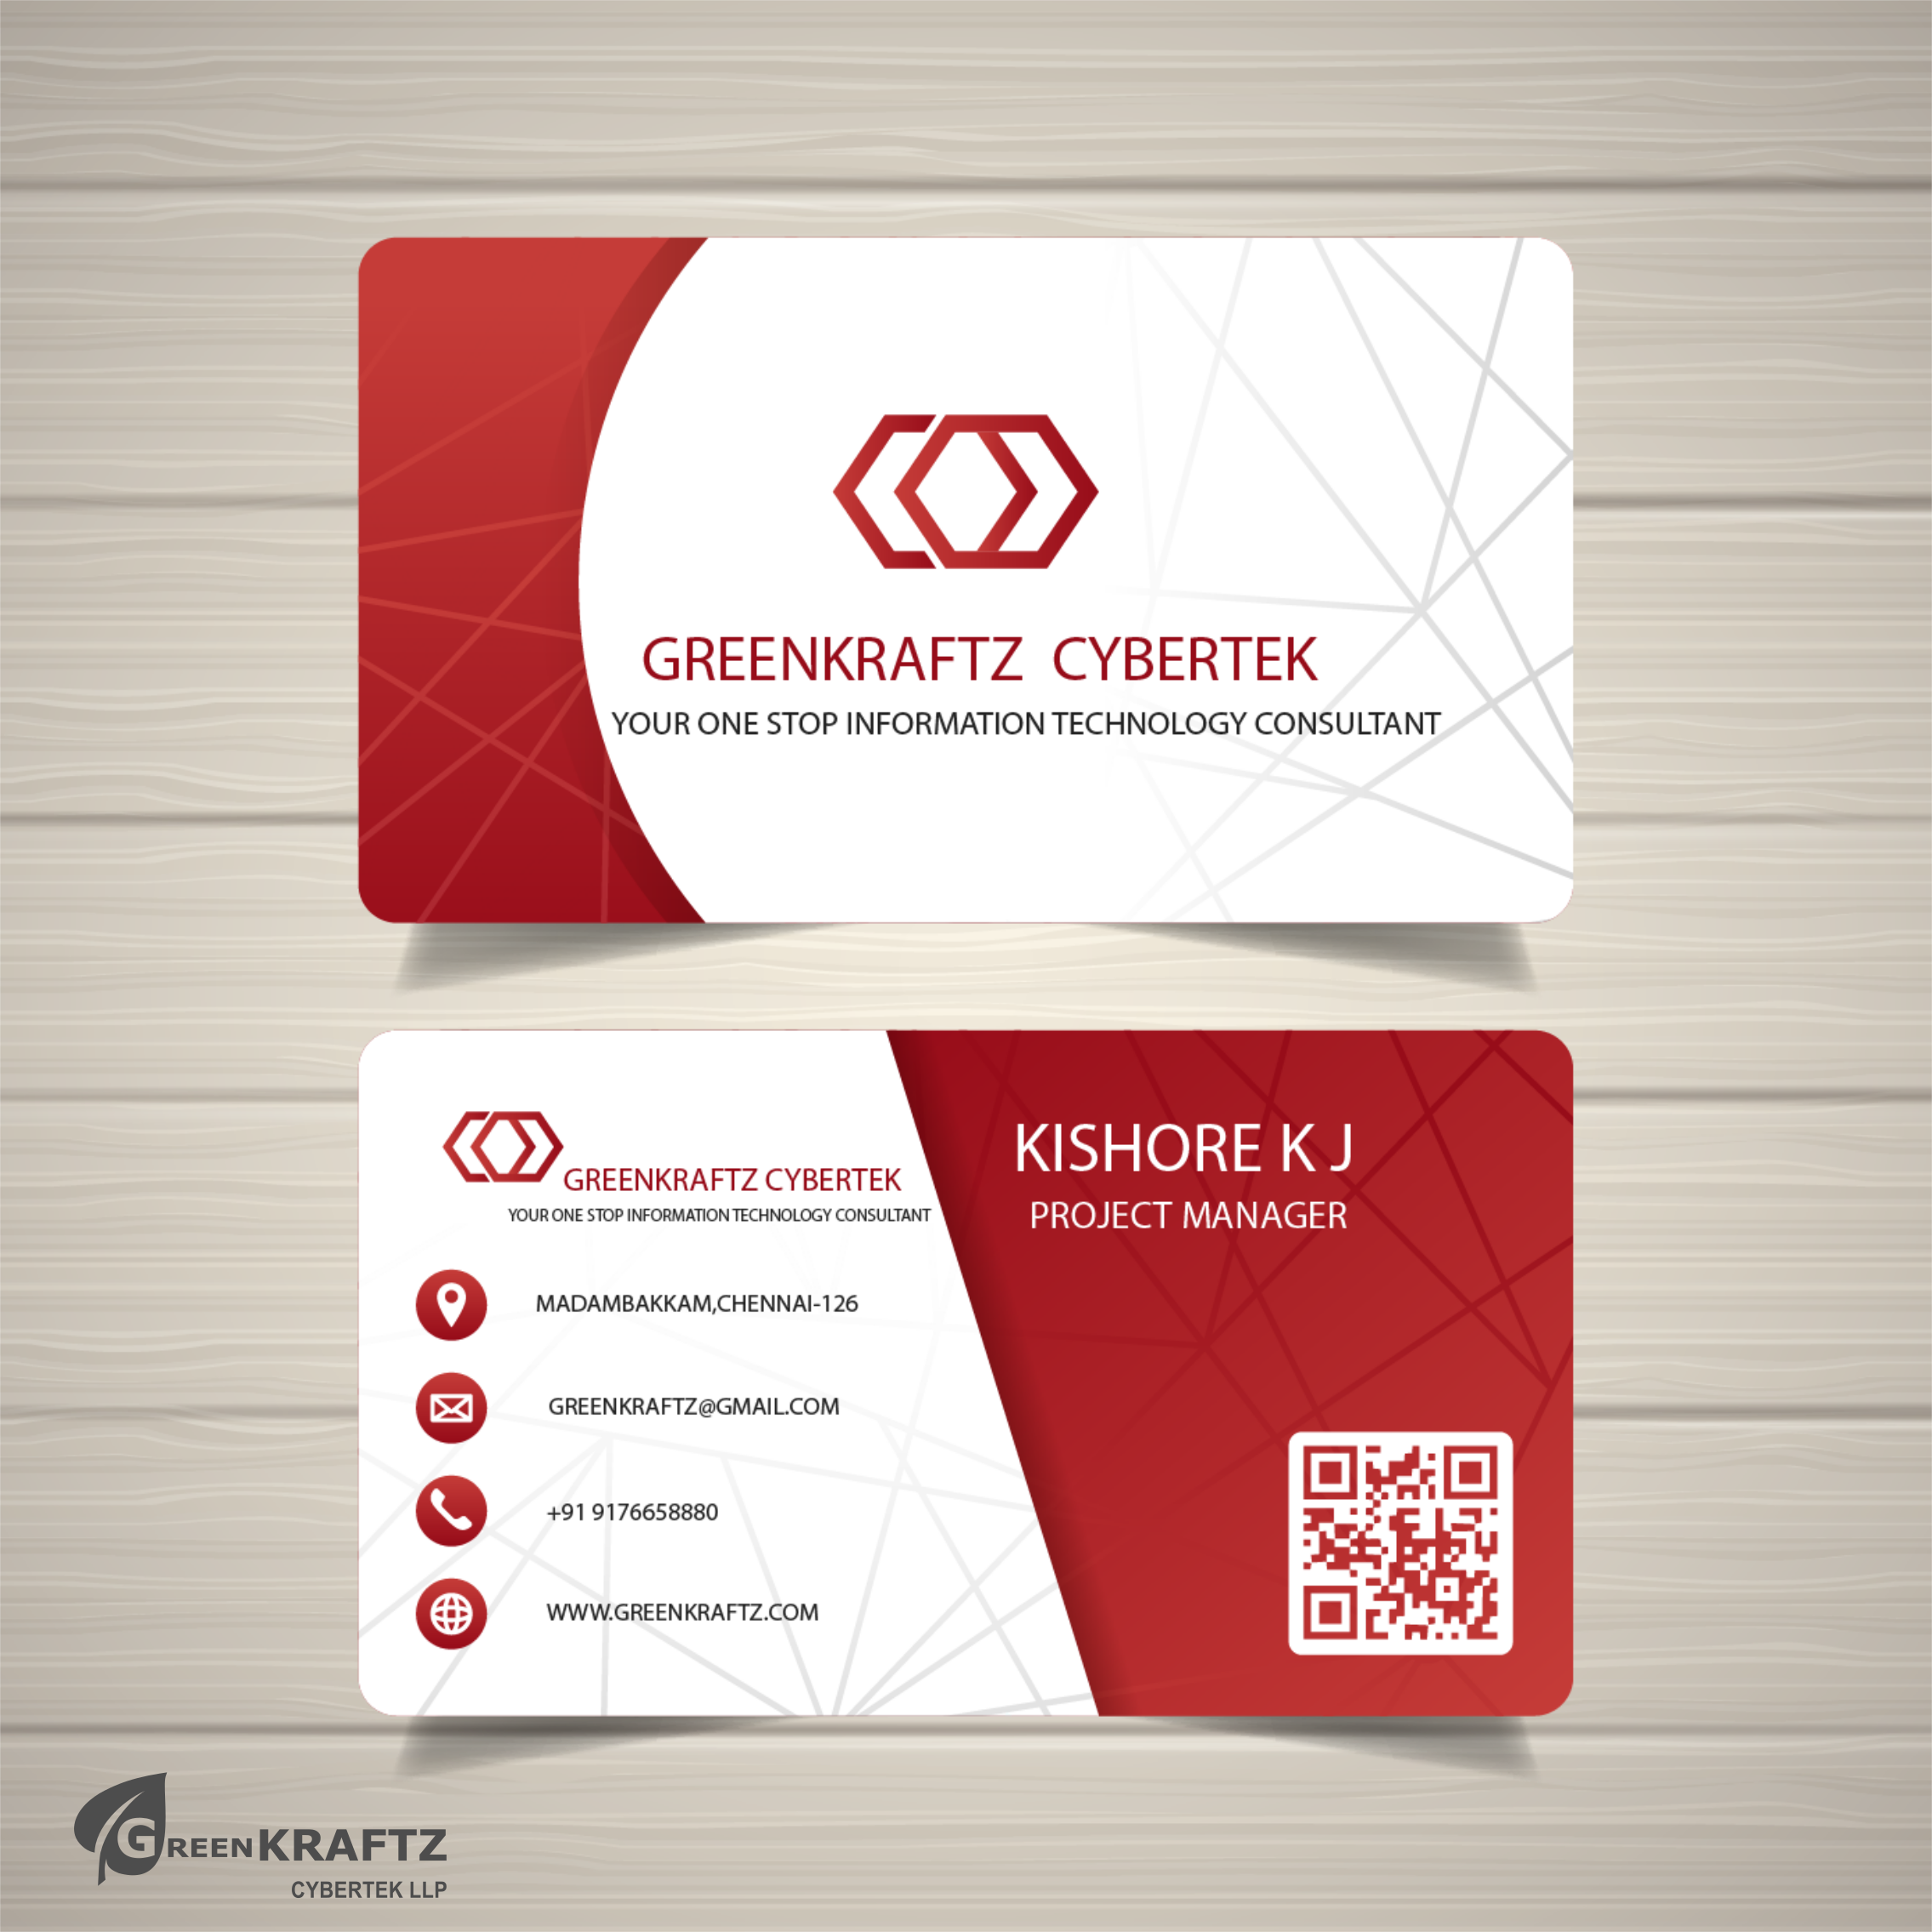 GREENKRAFTZ CYBERTEK
YOUR ONE STOP INFORMATION TECHNOLOGY CONSULTANT
GREENKRAFTZ CYBERTEK
YOUR ONE STOP INFORMATION TECHNOLOGY CONSULTANT
MADAMBAKKAM,CHENNAI-126
GREENKRAFTZ@GMAIL.COM
+91 9176658880
WWW.GREENKRAFTZ.COM
KISHORE K J
PROJECT MANAGER
GREENKRAFTZ
CYBERTEK LLP